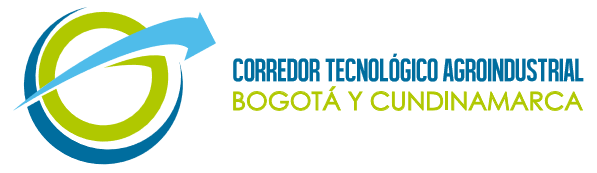 CORREDOR TECNOLÓGICO AGROINDUSTRIAL
BOGOTÁ Y CUNDINAMARCA